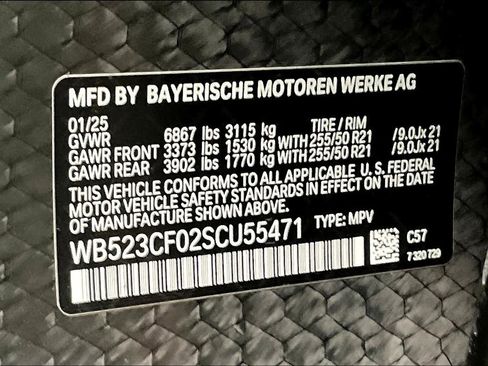 MFD BY BAYERISCHE MOTOREN WERKE AG
01/25 TIRE / RIM
GVWR 6867 lbs 3115 kg
GAWR FRONT 3373 lbs 1530 kg WITH 255/50 R21 /9.0Jx 21
GAWR REAR 3902 lbs 1770 kg WITH 255/50 R21 /9.0Jx 21
THIS VEHICLE CONFORMS TO ALL APPLICABLE U.S. FEDERAL
MOTOR VEHICLE SAFETY STANDARDS IN EFFECT ON THE DATE
OF MANUFACTURE SHOWN ABOVE.
WB523CF02SCU55471 TYPE: MPV
C57
7 320 729